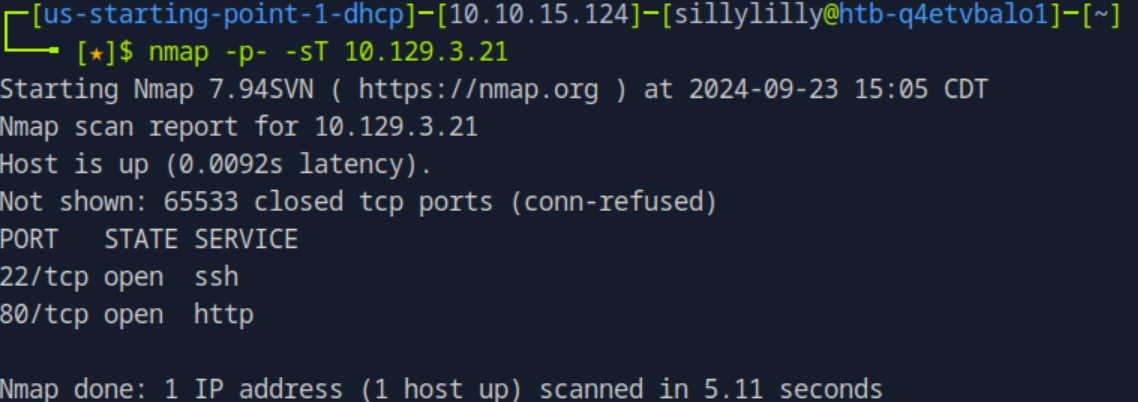 [us-starting-point-1-dhcp]─[10.10.15.124]─[sillylilly@htb-q4etvbalo1]─[~]
[★]$ nmap -p- -sT 10.129.3.21
Starting Nmap 7.94SVN ( https://nmap.org ) at 2024-09-23 15:05 CDT
Nmap scan report for 10.129.3.21
Host is up (0.0092s latency).
Not shown: 65533 closed tcp ports (conn-refused)
PORT   STATE SERVICE
22/tcp open  ssh
80/tcp open  http
Nmap done: 1 IP address (1 host up) scanned in 5.11 seconds